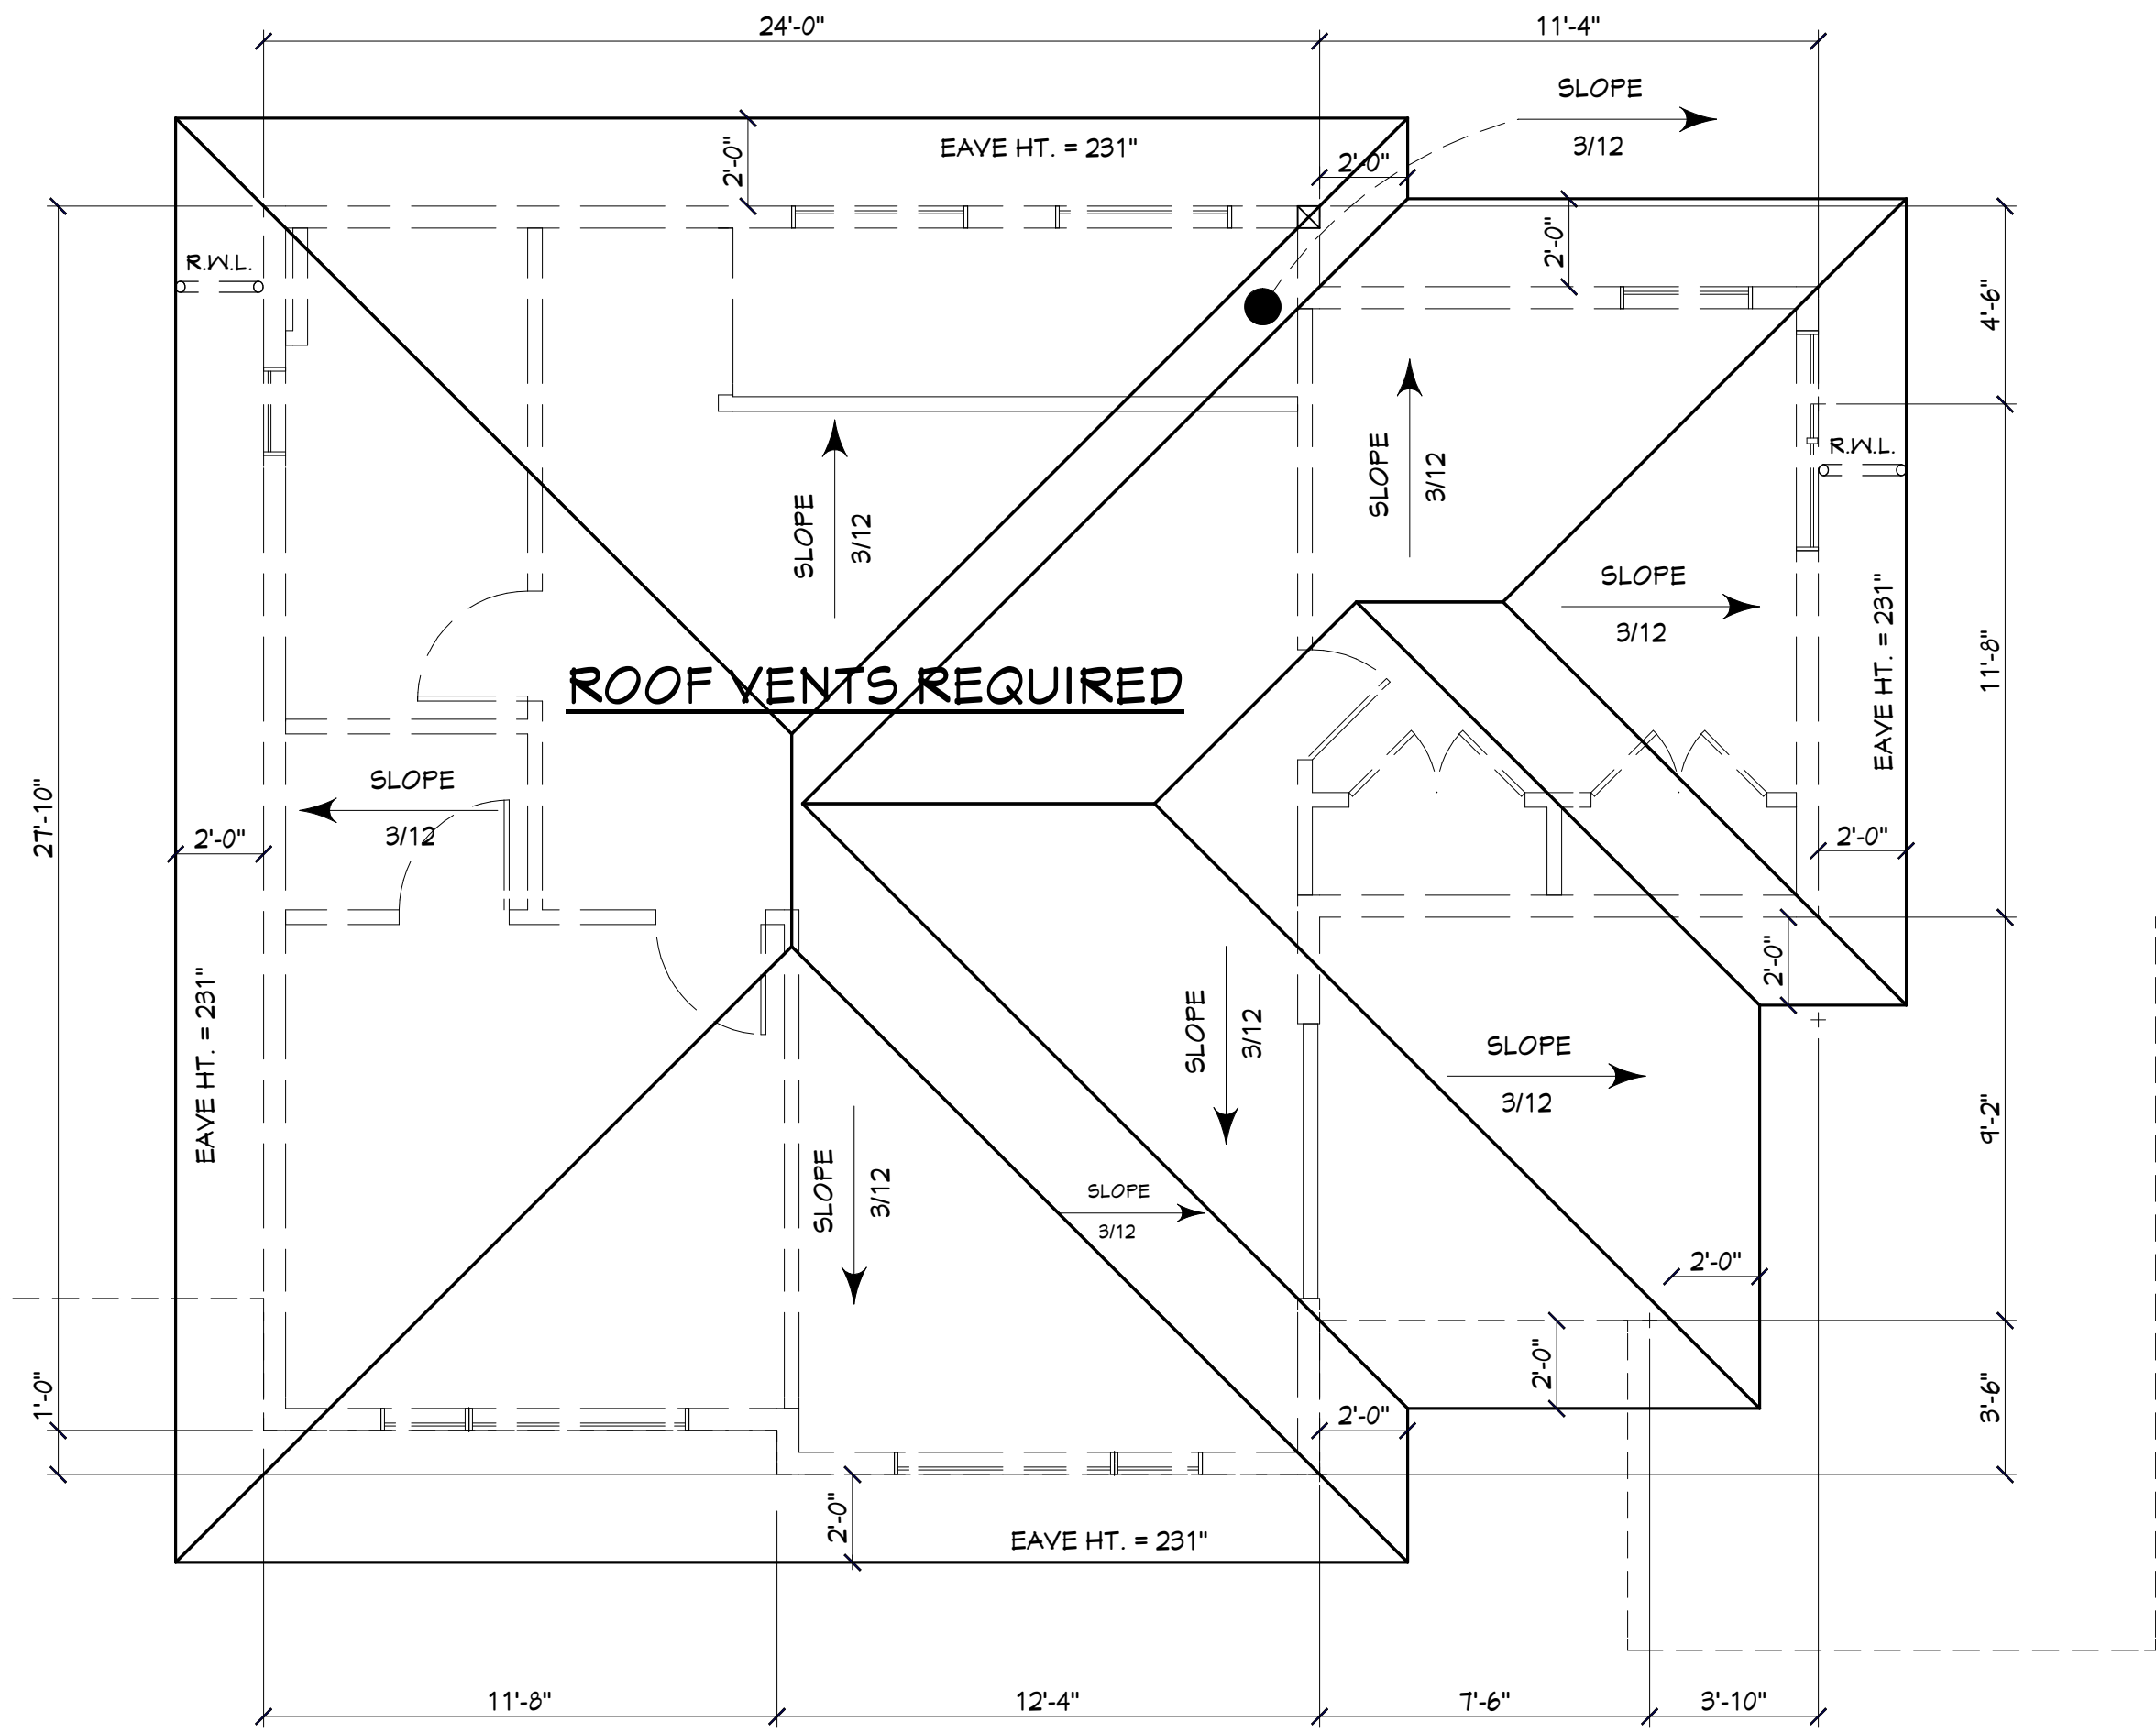 24'-0"
11'-4"
SLOPE
3/12
EAVE HT. = 231"
2'-0"
2'-0"
2'-0"
R.W.L.
4'-6"
SLOPE
3/12
SLOPE
3/12
R.W.L.
SLOPE
3/12
EAVE HT. = 231"
11'-8"
ROOF VENTS REQUIRED
SLOPE
3/12
27'-10"
2'-0"
2'-0"
2'-0"
EAVE HT. = 231"
SLOPE
3/12
SLOPE
3/12
9'-2"
SLOPE
3/12
SLOPE
3/12
2'-0"
1'-0"
2'-0"
2'-0"
3'-6"
2'-0"
EAVE HT. = 231"
11'-8"
12'-4"
7'-6"
3'-10"